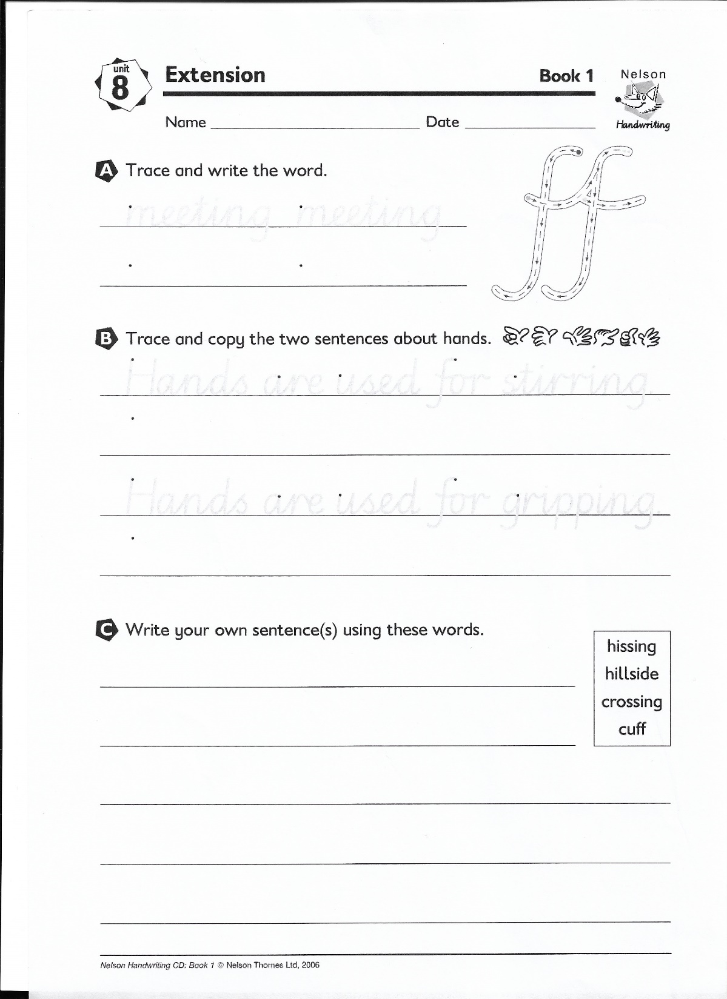 unit
8
Extension
Book 1
Nelson
Handwriting
Name
Date
ff
A Trace and write the word.
meeting meeting
B Trace and copy the two sentences about hands.
Hands are used for stirring.
Hands are used for gripping.
C Write your own sentence(s) using these words.
hissing
hillside
crossing
cuff
Nelson Handwriting CD: Book 1 © Nelson Thornes Ltd, 2006